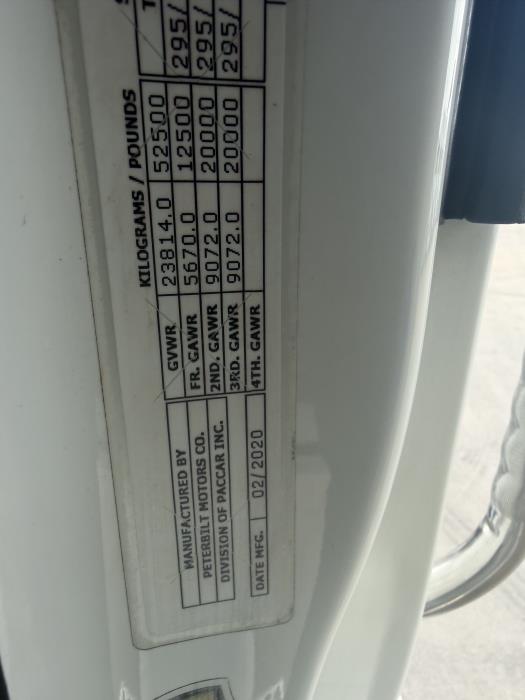 KILOGRAMS / POUNDS
MANUFACTURED BY
PETERBILT MOTORS CO.
DIVISION OF PACCAR INC.
DATE MFG. 02/2020
GVWR 23814.0 52500
FR. GAWR 5670.0 12500 295/
2ND. GAWR 9072.0 20000 295/
3RD. GAWR 9072.0 20000 295/
4TH. GAWR